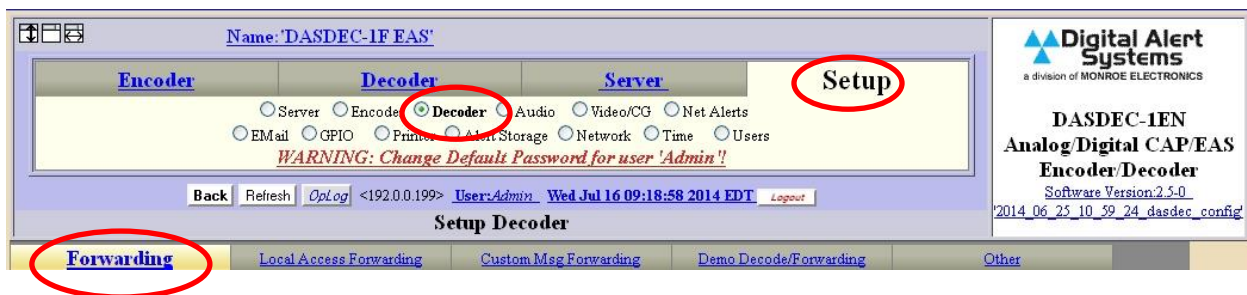 Name:'DASDEC-1F EAS'
Encoder Decoder Server Setup
Server Encoder Decoder Audio Video/CG Net Alerts
EMail GPIO Printer Alert Storage Network Time Users
WARNING: Change Default Password for user 'Admin'!
Back Refresh OpLog <192.0.0.199> User:Admin Wed Jul 16 09:18:58 2014 EDT Logout
Setup Decoder
Digital Alert
Systems
a division of MONROE ELECTRONICS
DASDEC-1EN
Analog/Digital CAP/EAS
Encoder/Decoder
Software Version:2.5-0
'2014_06_25_10_59_24_dasdec_config'
Forwarding Local Access Forwarding Custom Msg Forwarding Demo Decode/Forwarding Other